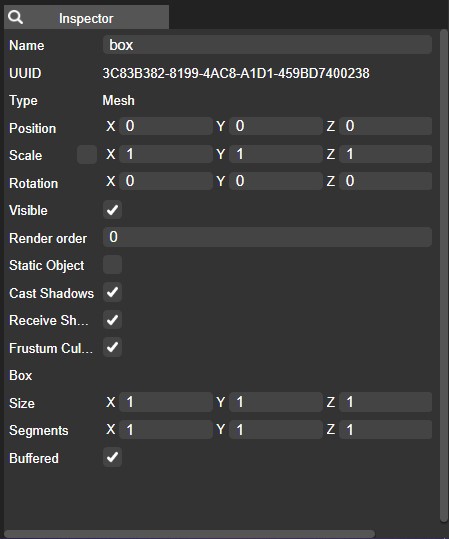 Inspector
Name box
UUID 3C83B382-8199-4AC8-A1D1-459BD7400238
Type Mesh
Position X 0 Y 0 Z 0
Scale X 1 Y 1 Z 1
Rotation X 0 Y 0 Z 0
Visible
Render order 0
Static Object
Cast Shadows
Receive Sh...
Frustum Cul...
Box
Size X 1 Y 1 Z 1
Segments X 1 Y 1 Z 1
Buffered